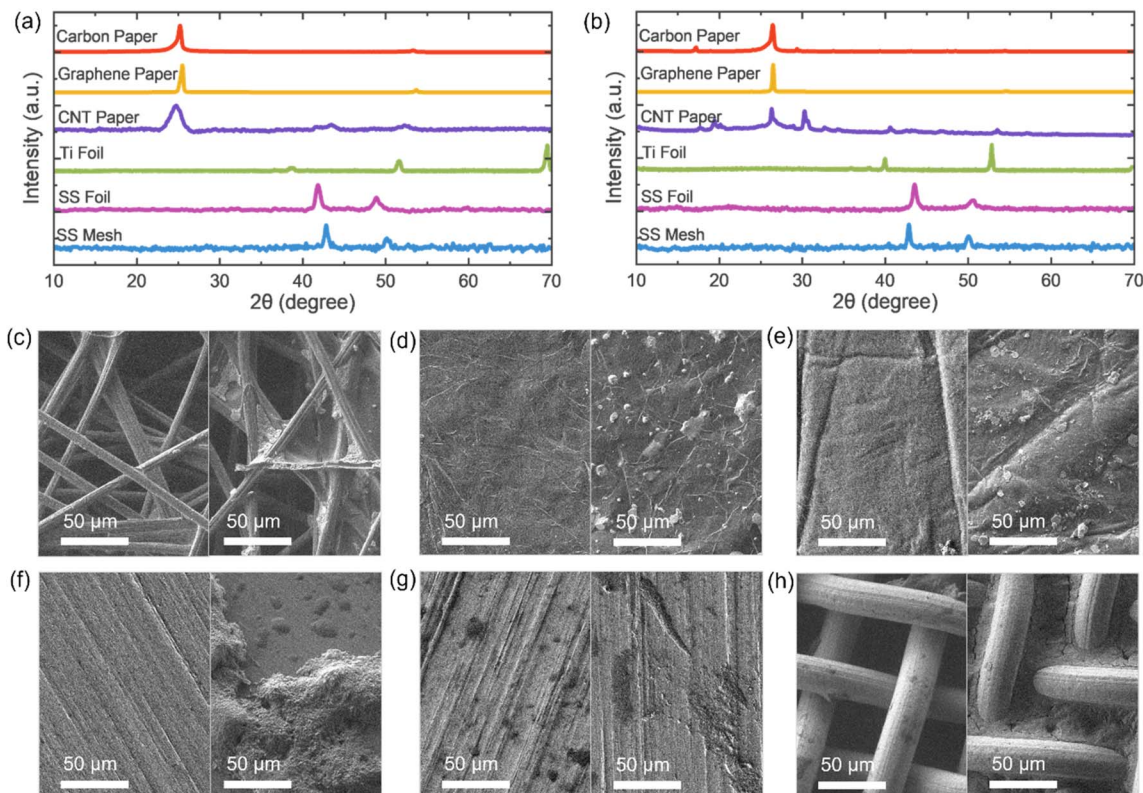 (a)
Carbon Paper
Graphene Paper
CNT Paper
Ti Foil
SS Foil
SS Mesh
Intensity (a.u.)
10 20 30 40 50 60 70
2θ (degree)
(b)
Carbon Paper
Graphene Paper
CNT Paper
Ti Foil
SS Foil
SS Mesh
Intensity (a.u.)
10 20 30 40 50 60 70
2θ (degree)
(c)
50 µm
50 µm
(d)
50 µm
50 µm
(e)
50 µm
50 µm
(f)
50 µm
50 µm
(g)
50 µm
50 µm
(h)
50 µm
50 µm